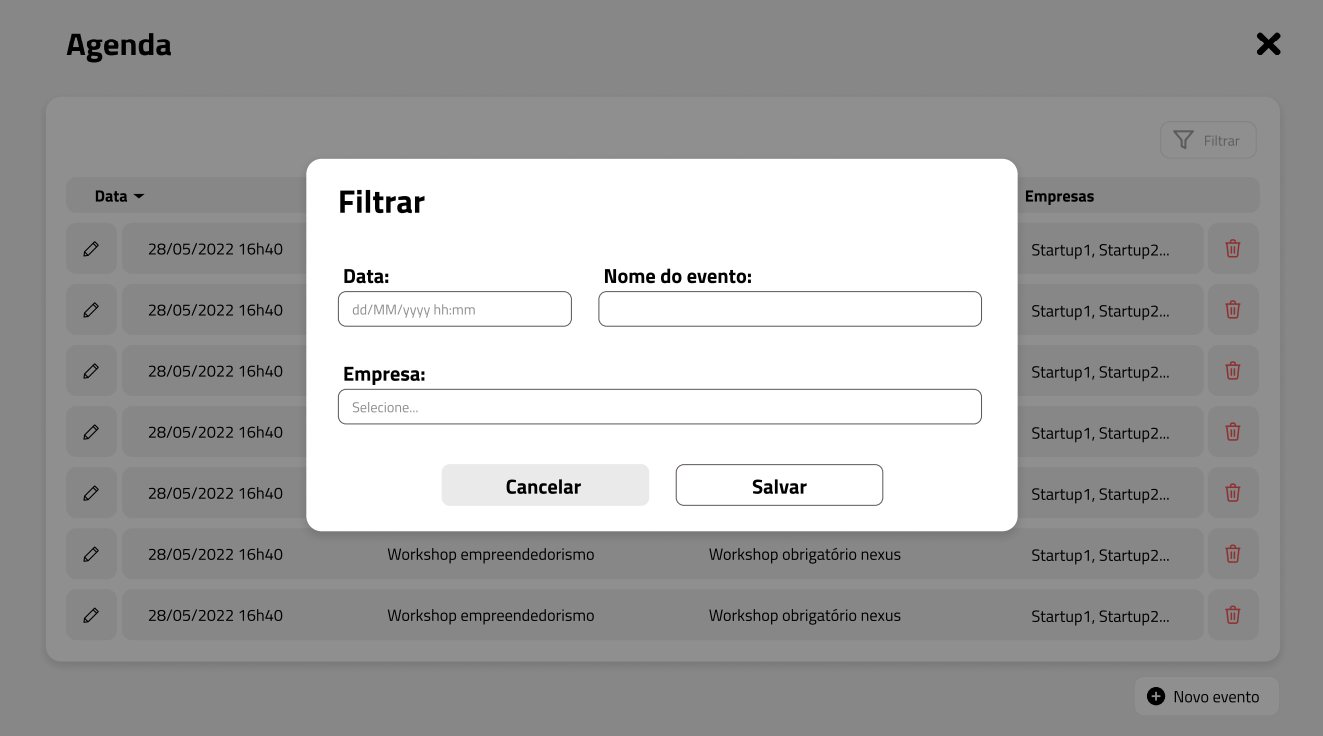 Agenda
Filtrar
Data Empresas
Filtrar
Data: Nome do evento:
dd/MM/yyyy hh:mm
Empresa:
Selecione...
Cancelar Salvar
28/05/2022 16h40 Startup1, Startup2...
28/05/2022 16h40 Startup1, Startup2...
28/05/2022 16h40 Startup1, Startup2...
28/05/2022 16h40 Startup1, Startup2...
28/05/2022 16h40 Startup1, Startup2...
28/05/2022 16h40 Workshop empreendedorismo Workshop obrigatório nexus Startup1, Startup2...
28/05/2022 16h40 Workshop empreendedorismo Workshop obrigatório nexus Startup1, Startup2...
Novo evento